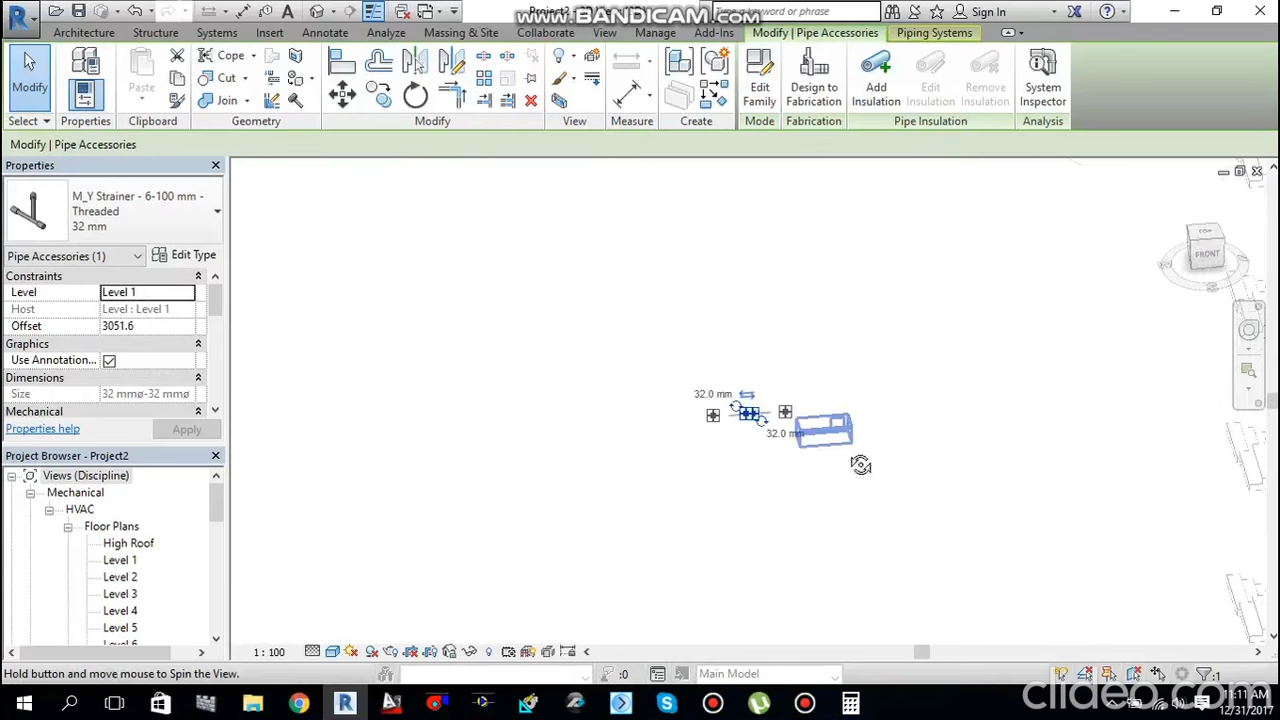 Project2
www.BANDICAM.com
Type a keyword or phrase
Sign In
Architecture
Structure
Systems
Insert
Annotate
Analyze
Massing & Site
Collaborate
View
Manage
Add-Ins
Modify | Pipe Accessories
Piping Systems
Modify
Select
Properties
Paste
Clipboard
Cope
Cut
Join
Geometry
Modify
View
Measure
Create
Edit Family
Mode
Design to Fabrication
Fabrication
Add Insulation
Edit Insulation
Remove Insulation
Pipe Insulation
System Inspector
Analysis
Modify | Pipe Accessories
Properties
M_Y Strainer - 6-100 mm -
Threaded
32 mm
Pipe Accessories (1)
Edit Type
Constraints
Level
Level 1
Host
Level : Level 1
Offset
3051.6
Graphics
Use Annotation...
Dimensions
Size
32 mmø-32 mmø
Mechanical
Properties help
Apply
Project Browser - Project2
Views (Discipline)
Mechanical
HVAC
Floor Plans
High Roof
Level 1
Level 2
Level 3
Level 4
Level 5
TOP
FRONT
32.0 mm
32.0 mm
1 : 100
Hold button and move mouse to Spin the View.
:0
Main Model
:1
11:11 AM
12/31/2017
clideo.com